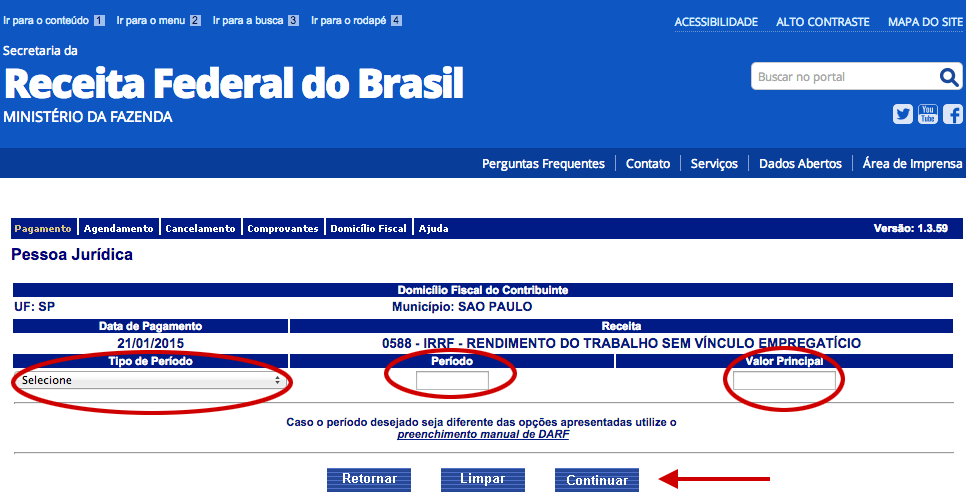 Ir para o conteúdo 1 Ir para o menu 2 Ir para a busca 3 Ir para o rodapé 4
ACESSIBILIDADE ALTO CONTRASTE MAPA DO SITE
Secretaria da
Receita Federal do Brasil
MINISTÉRIO DA FAZENDA
Buscar no portal
You Tube
Perguntas Frequentes Contato Serviços Dados Abertos Área de Imprensa
Pagamento Agendamento Cancelamento Comprovantes Domicílio Fiscal Ajuda Versão: 1.3.59
Pessoa Jurídica
Domicílio Fiscal do Contribuinte
UF: SP Município: SAO PAULO
Data de Pagamento Receita
21/01/2015 0588 - IRRF - RENDIMENTO DO TRABALHO SEM VÍNCULO EMPREGATÍCIO
Tipo de Período Período Valor Principal
Selecione
Caso o período desejado seja diferente das opções apresentadas utilize o
preenchimento manual de DARF
Retornar Limpar Continuar